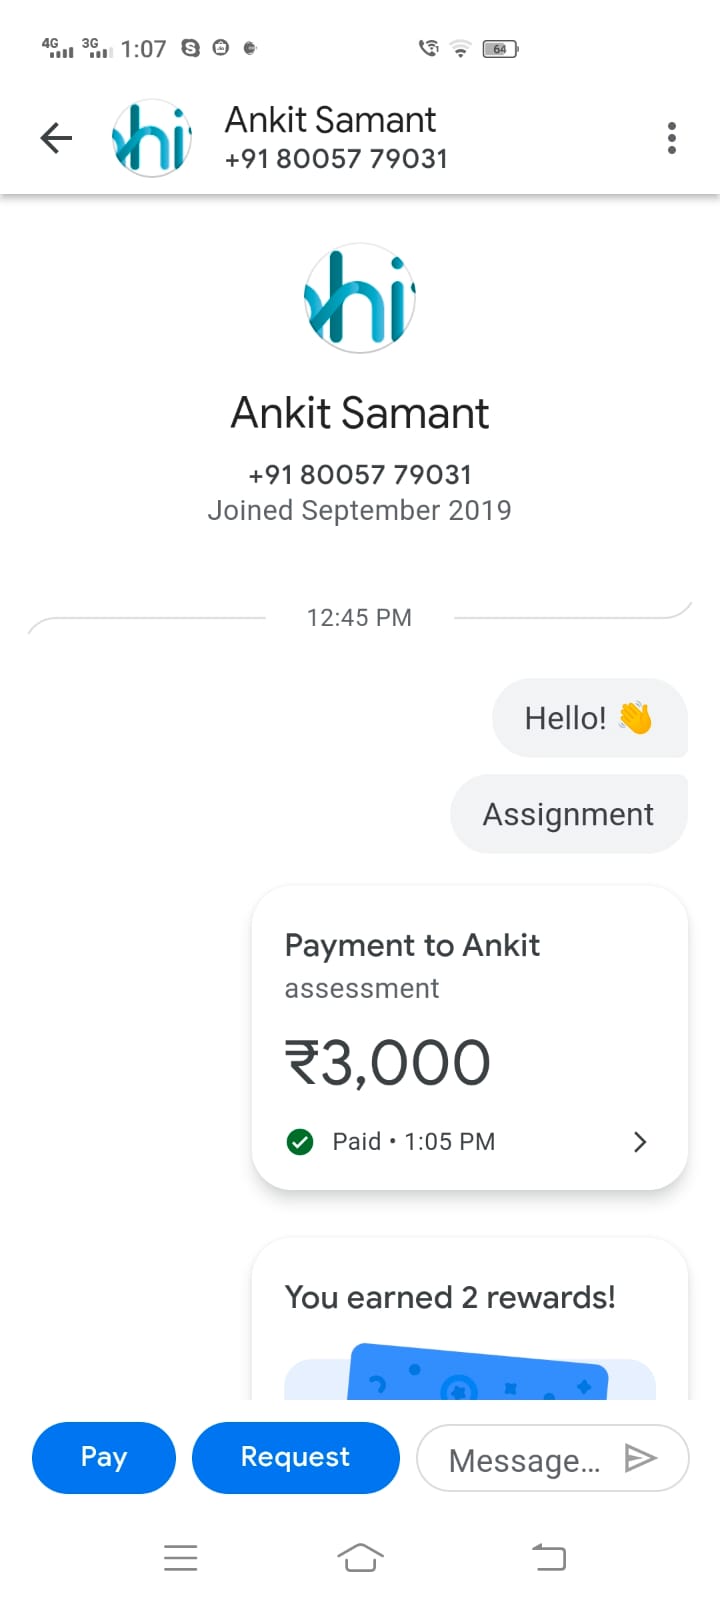 4G 3G 1:07 64
hi
Ankit Samant
+91 80057 79031
hi
Ankit Samant
+91 80057 79031
Joined September 2019
12:45 PM
Hello! 👋
Assignment
Payment to Ankit
assessment
₹3,000
Paid • 1:05 PM
You earned 2 rewards!
Pay Request Message...